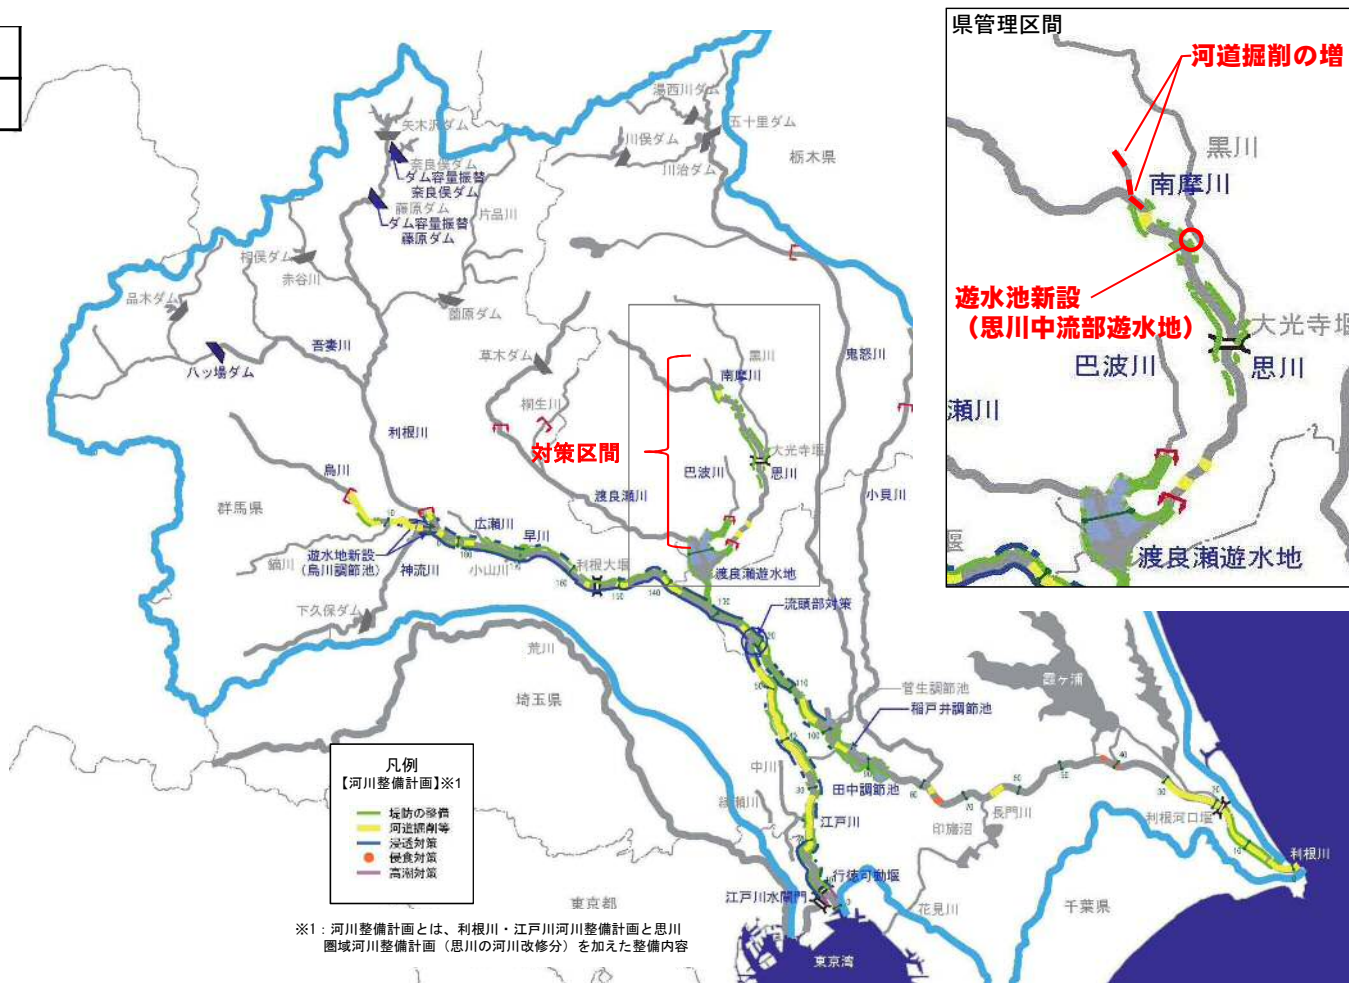 県管理区間
河道掘削の増
黒川
南摩川
遊水池新設
（思川中流部遊水地）
大光寺堰
巴波川
思川
瀬川
渡良瀬遊水地
堰
湯西川ダム
五十里ダム
川俣ダム
川治ダム
栃木県
矢木沢ダム
奈良俣ダム
ダム容量振替
奈良俣ダム
藤原ダム
ダム容量振替
藤原ダム
片品川
相俣ダム
赤谷川
品木ダム
薗原ダム
吾妻川
八ッ場ダム
草木ダム
黒川
南摩川
鬼怒川
桐生川
利根川
対策区間
大光寺堰
巴波川
思川
烏川
渡良瀬川
小貝川
群馬県
広瀬川
早川
遊水地新設
（烏川調節池）
鏑川
神流川
小山川
利根大堰
渡良瀬遊水地
下久保ダム
流頭部対策
荒川
埼玉県
菅生調節池
稲戸井調節池
霞ヶ浦
中川
綾瀬川
田中調節池
江戸川
印旛沼
長門川
利根河口堰
利根川
行徳可動堰
江戸川水閘門
花見川
千葉県
東京都
東京湾
凡例
【河川整備計画】※1
堤防の整備
河道掘削等
浸透対策
侵食対策
高潮対策
※1：河川整備計画とは、利根川・江戸川河川整備計画と思川
圏域河川整備計画（思川の河川改修分）を加えた整備内容